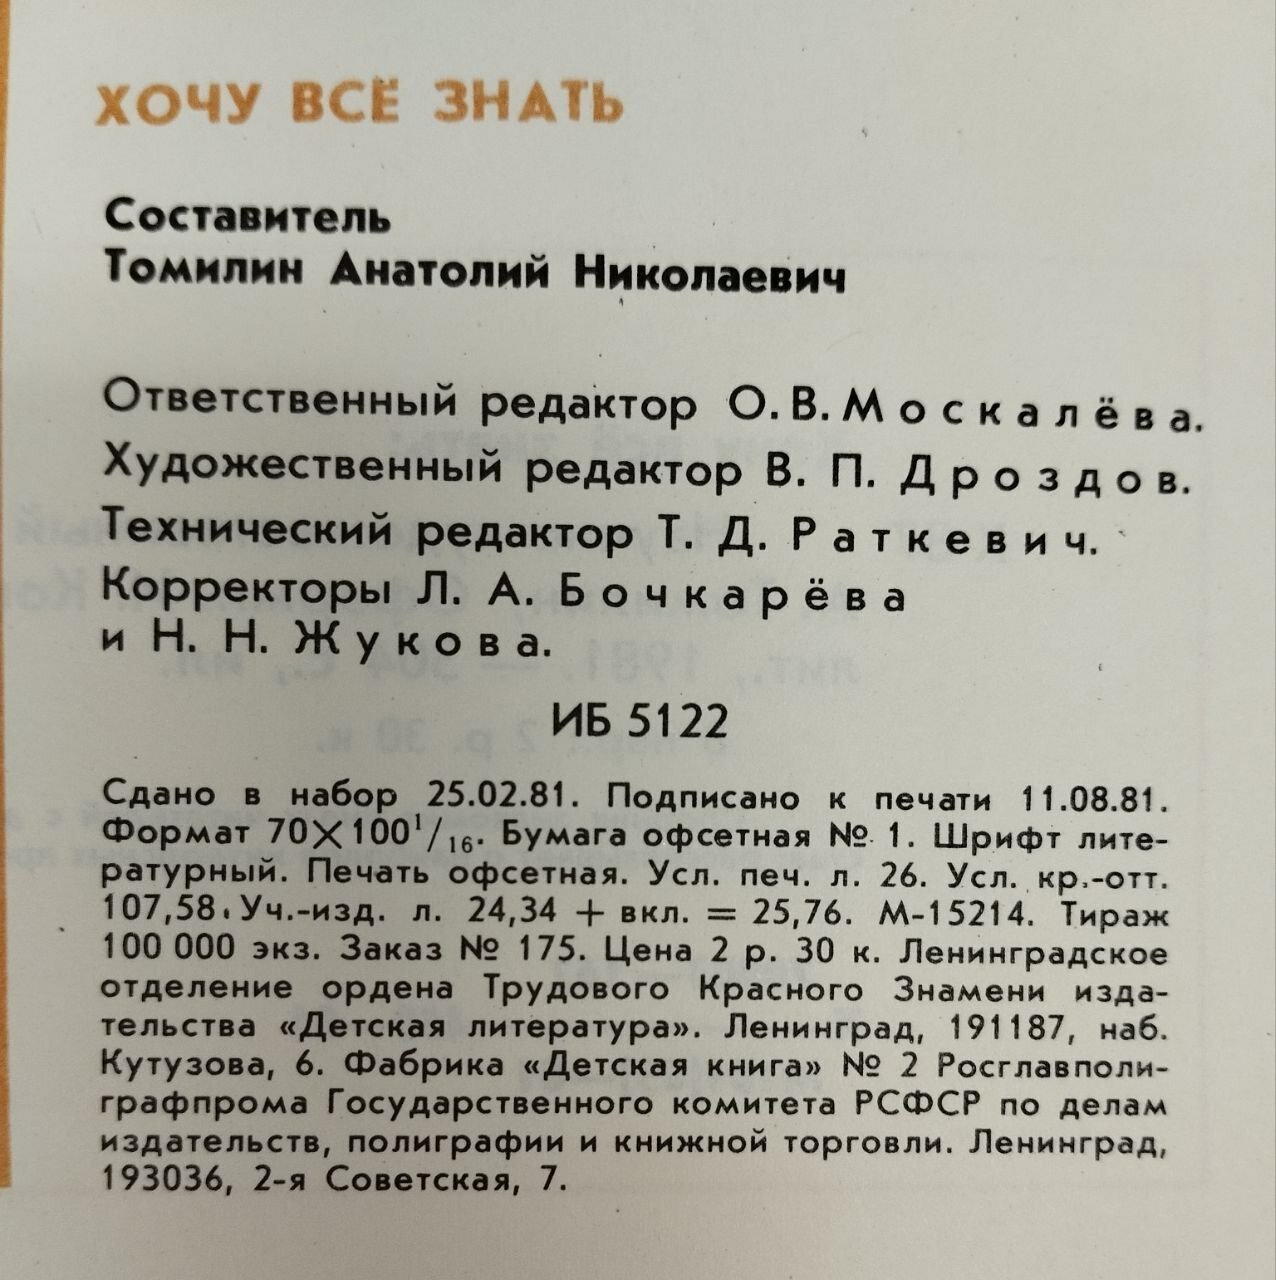 ХОЧУ ВСЁ ЗНАТЬ
Составитель
Томилин Анатолий Николаевич
Ответственный редактор О. В. Москалёва.
Художественный редактор В. П. Дроздов.
Технический редактор Т. Д. Раткевич.
Корректоры Л. А. Бочкарёва
и Н. Н. Жукова.
ИБ 5122
Сдано в набор 25.02.81. Подписано к печати 11.08.81.
Формат 70×100¹/₁₆. Бумага офсетная № 1. Шрифт лите-
ратурный. Печать офсетная. Усл. печ. л. 26. Усл. кр.-отт.
107,58. Уч.-изд. л. 24,34 + вкл. = 25,76. М-15214. Тираж
100 000 экз. Заказ № 175. Цена 2 р. 30 к. Ленинградское
отделение ордена Трудового Красного Знамени изда-
тельства «Детская литература». Ленинград, 191187, наб.
Кутузова, 6. Фабрика «Детская книга» № 2 Росглавполи-
графпрома Государственного комитета РСФСР по делам
издательств, полиграфии и книжной торговли. Ленинград,
193036, 2-я Советская, 7.